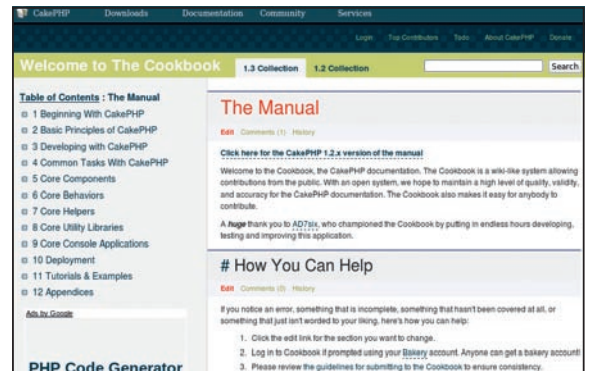 CakePHP Downloads Documentation Community Services
Login Top Contributors Todo About CakePHP Donate
Welcome to The Cookbook 1.3 Collection 1.2 Collection Search
Table of Contents : The Manual
1 Beginning With CakePHP
2 Basic Principles of CakePHP
3 Developing with CakePHP
4 Common Tasks With CakePHP
5 Core Components
6 Core Behaviors
7 Core Helpers
8 Core Utility Libraries
9 Core Console Applications
10 Deployment
11 Tutorials & Examples
12 Appendices
Ads by Google
PHP Code Generator
The Manual
Edit Comments (1) History
Click here for the CakePHP 1.2.x version of the manual
Welcome to the Cookbook, the CakePHP documentation. The Cookbook is a wiki-like system allowing
contributions from the public. With an open system, we hope to maintain a high level of quality, validity,
and accuracy for the CakePHP documentation. The Cookbook also makes it easy for anybody to
contribute.
A huge thank you to AD7six, who championed the Cookbook by putting in endless hours developing,
testing and improving this application.
# How You Can Help
Edit Comments (0) History
If you notice an error, something that is incomplete, something that hasn't been covered at all, or
something that just isn't worded to your liking, here's how you can help:
1. Click the edit link for the section you want to change.
2. Log in to Cookbook if prompted using your Bakery account. Anyone can get a bakery account!
3. Please review the guidelines for submitting to the Cookbook to ensure consistency.